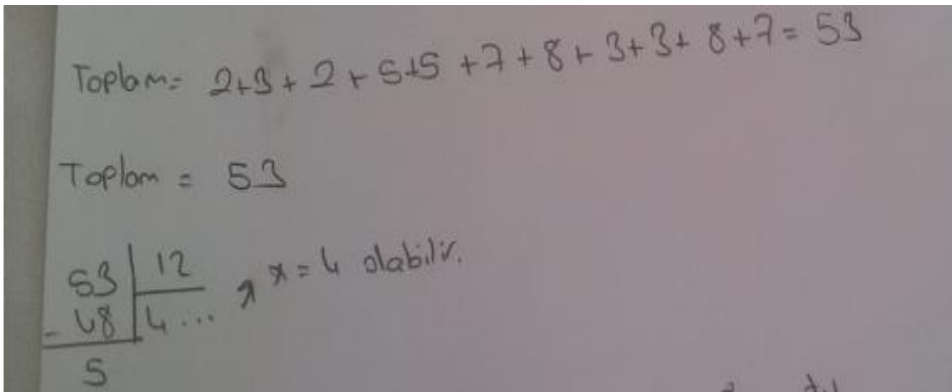 Toplam = 2+3+2+5+5+7+8+3+3+8+7= 53
Toplam = 53
53 | 12
- 48 | 4 ... , x = 4 olabilir.
5